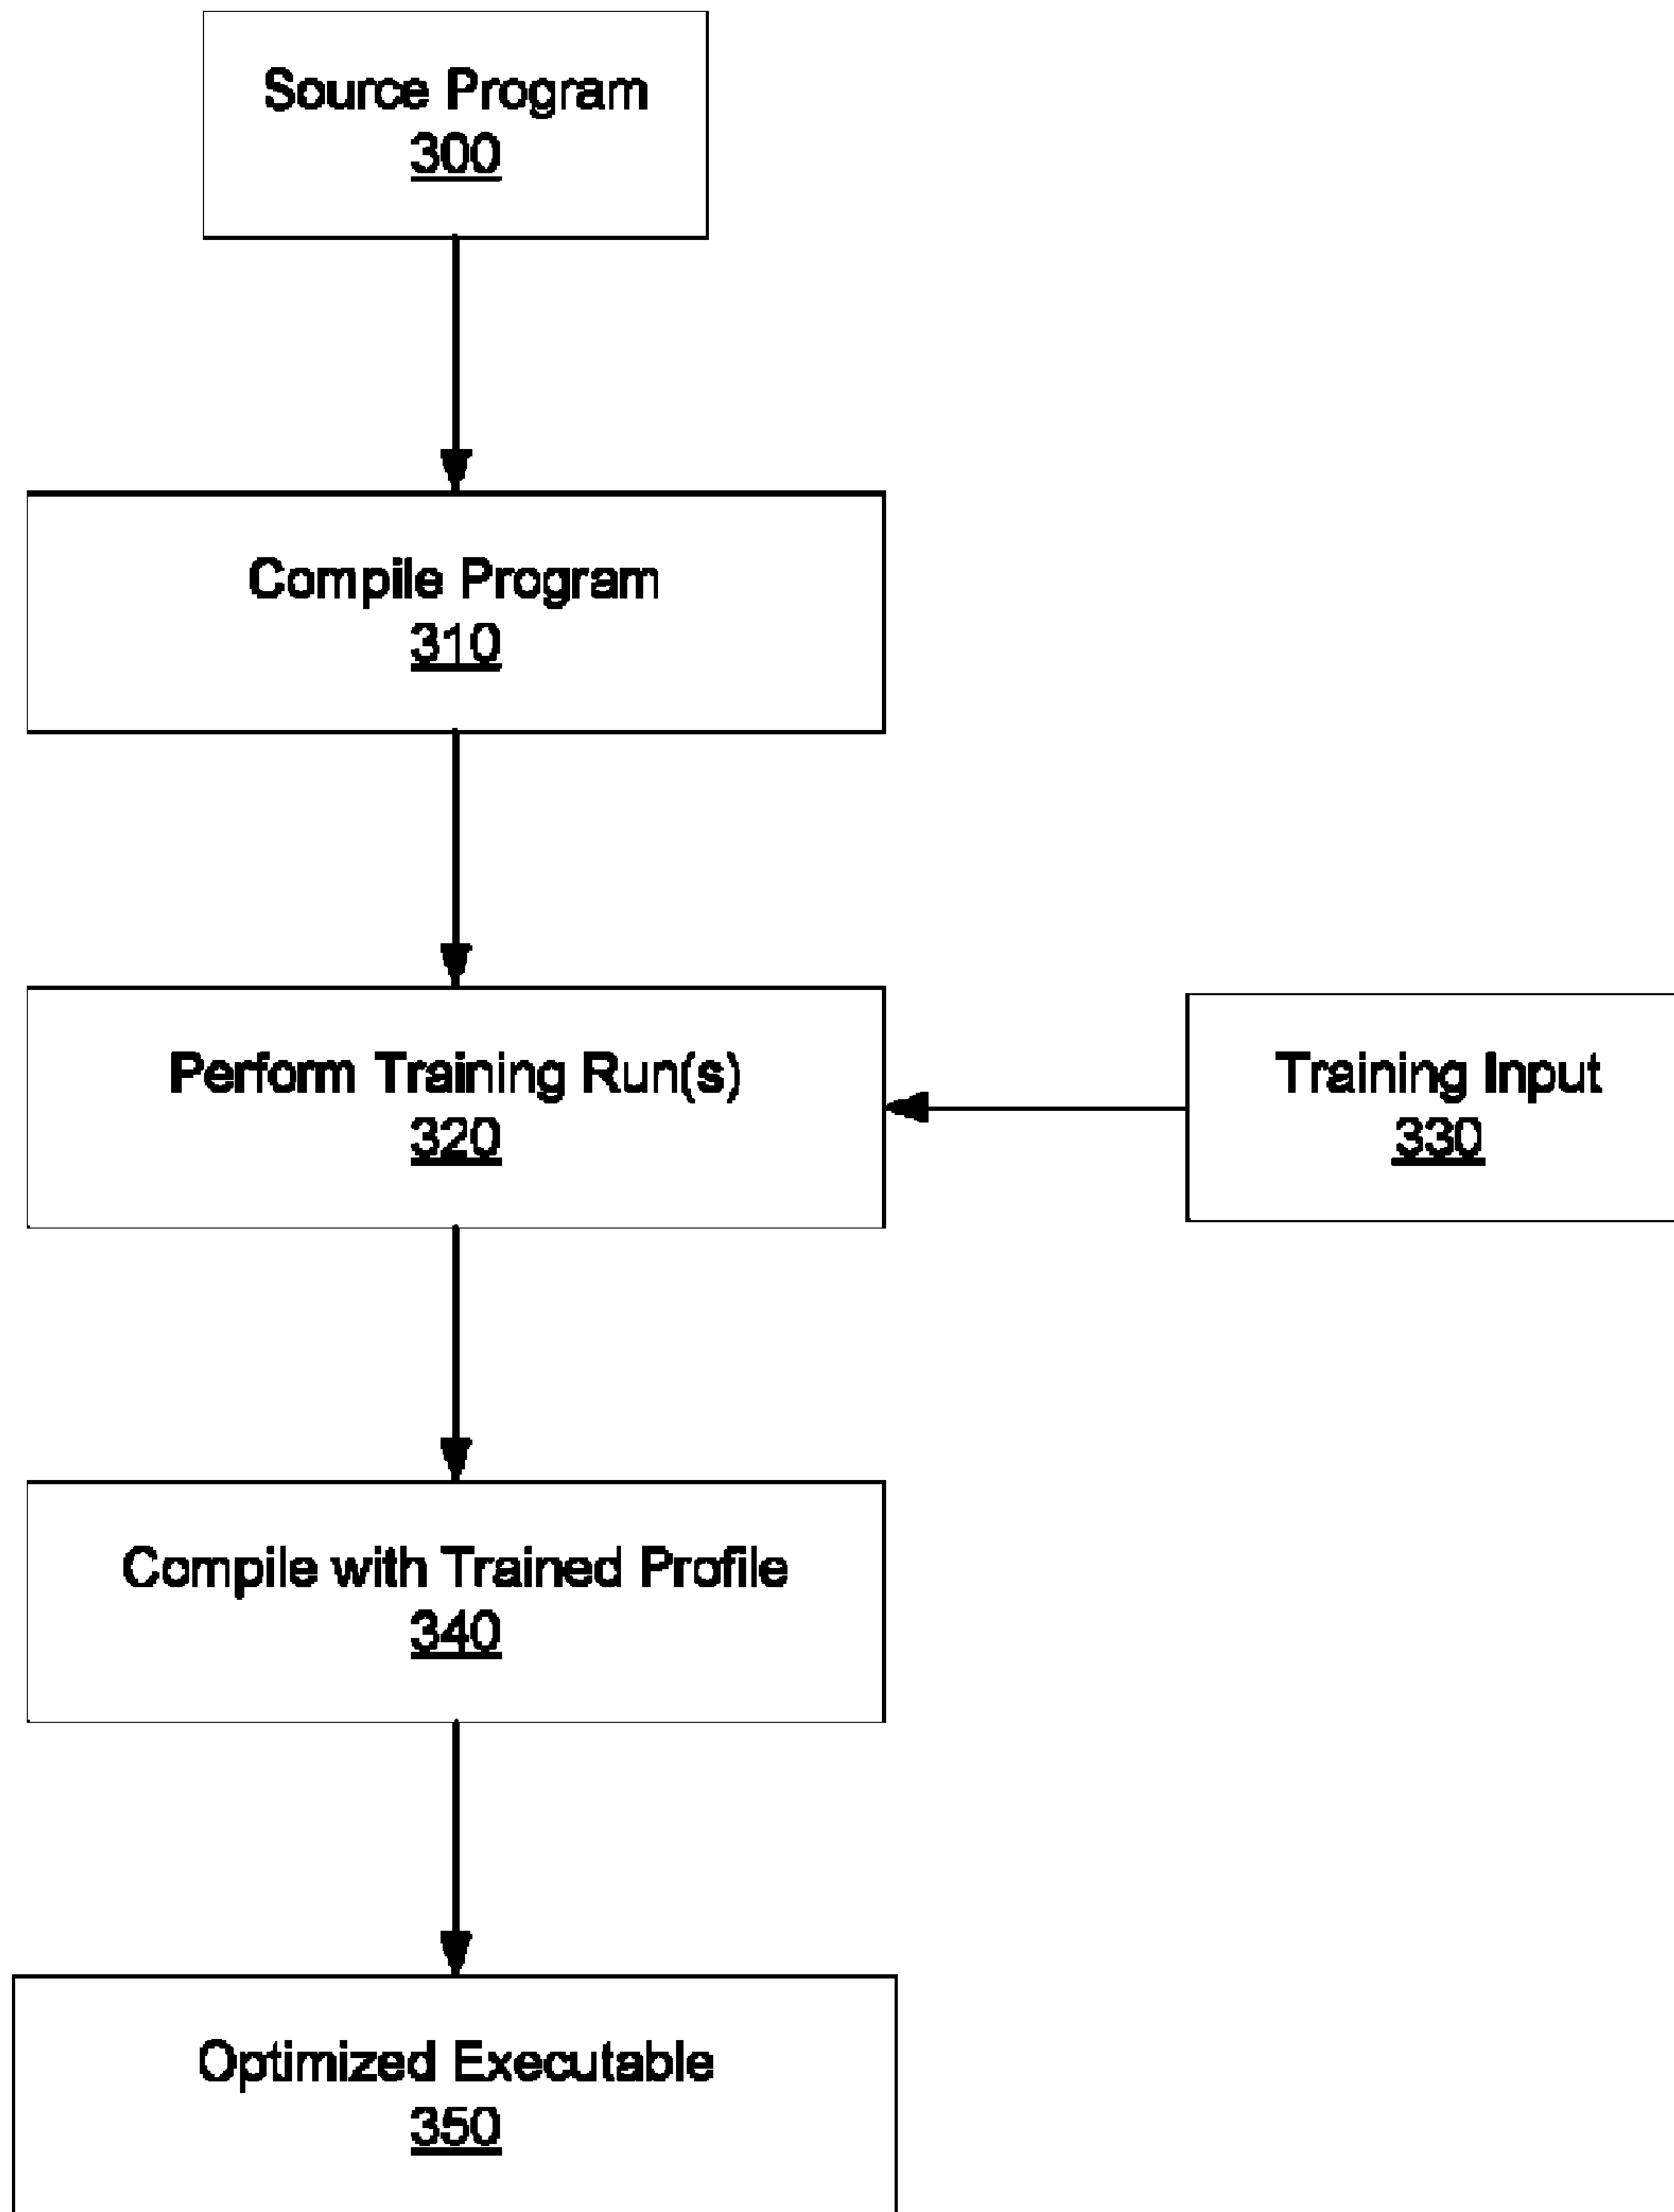 Source Program
300
Compile Program
310
Perform Training Run(s)
320
Training Input
330
Compile with Trained Profile
340
Optimized Executable
350